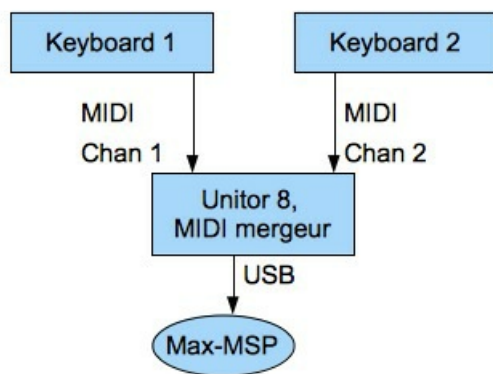 Keyboard 1
Keyboard 2
MIDI
Chan 1
MIDI
Chan 2
Unitor 8,
MIDI mergeur
USB
Max-MSP